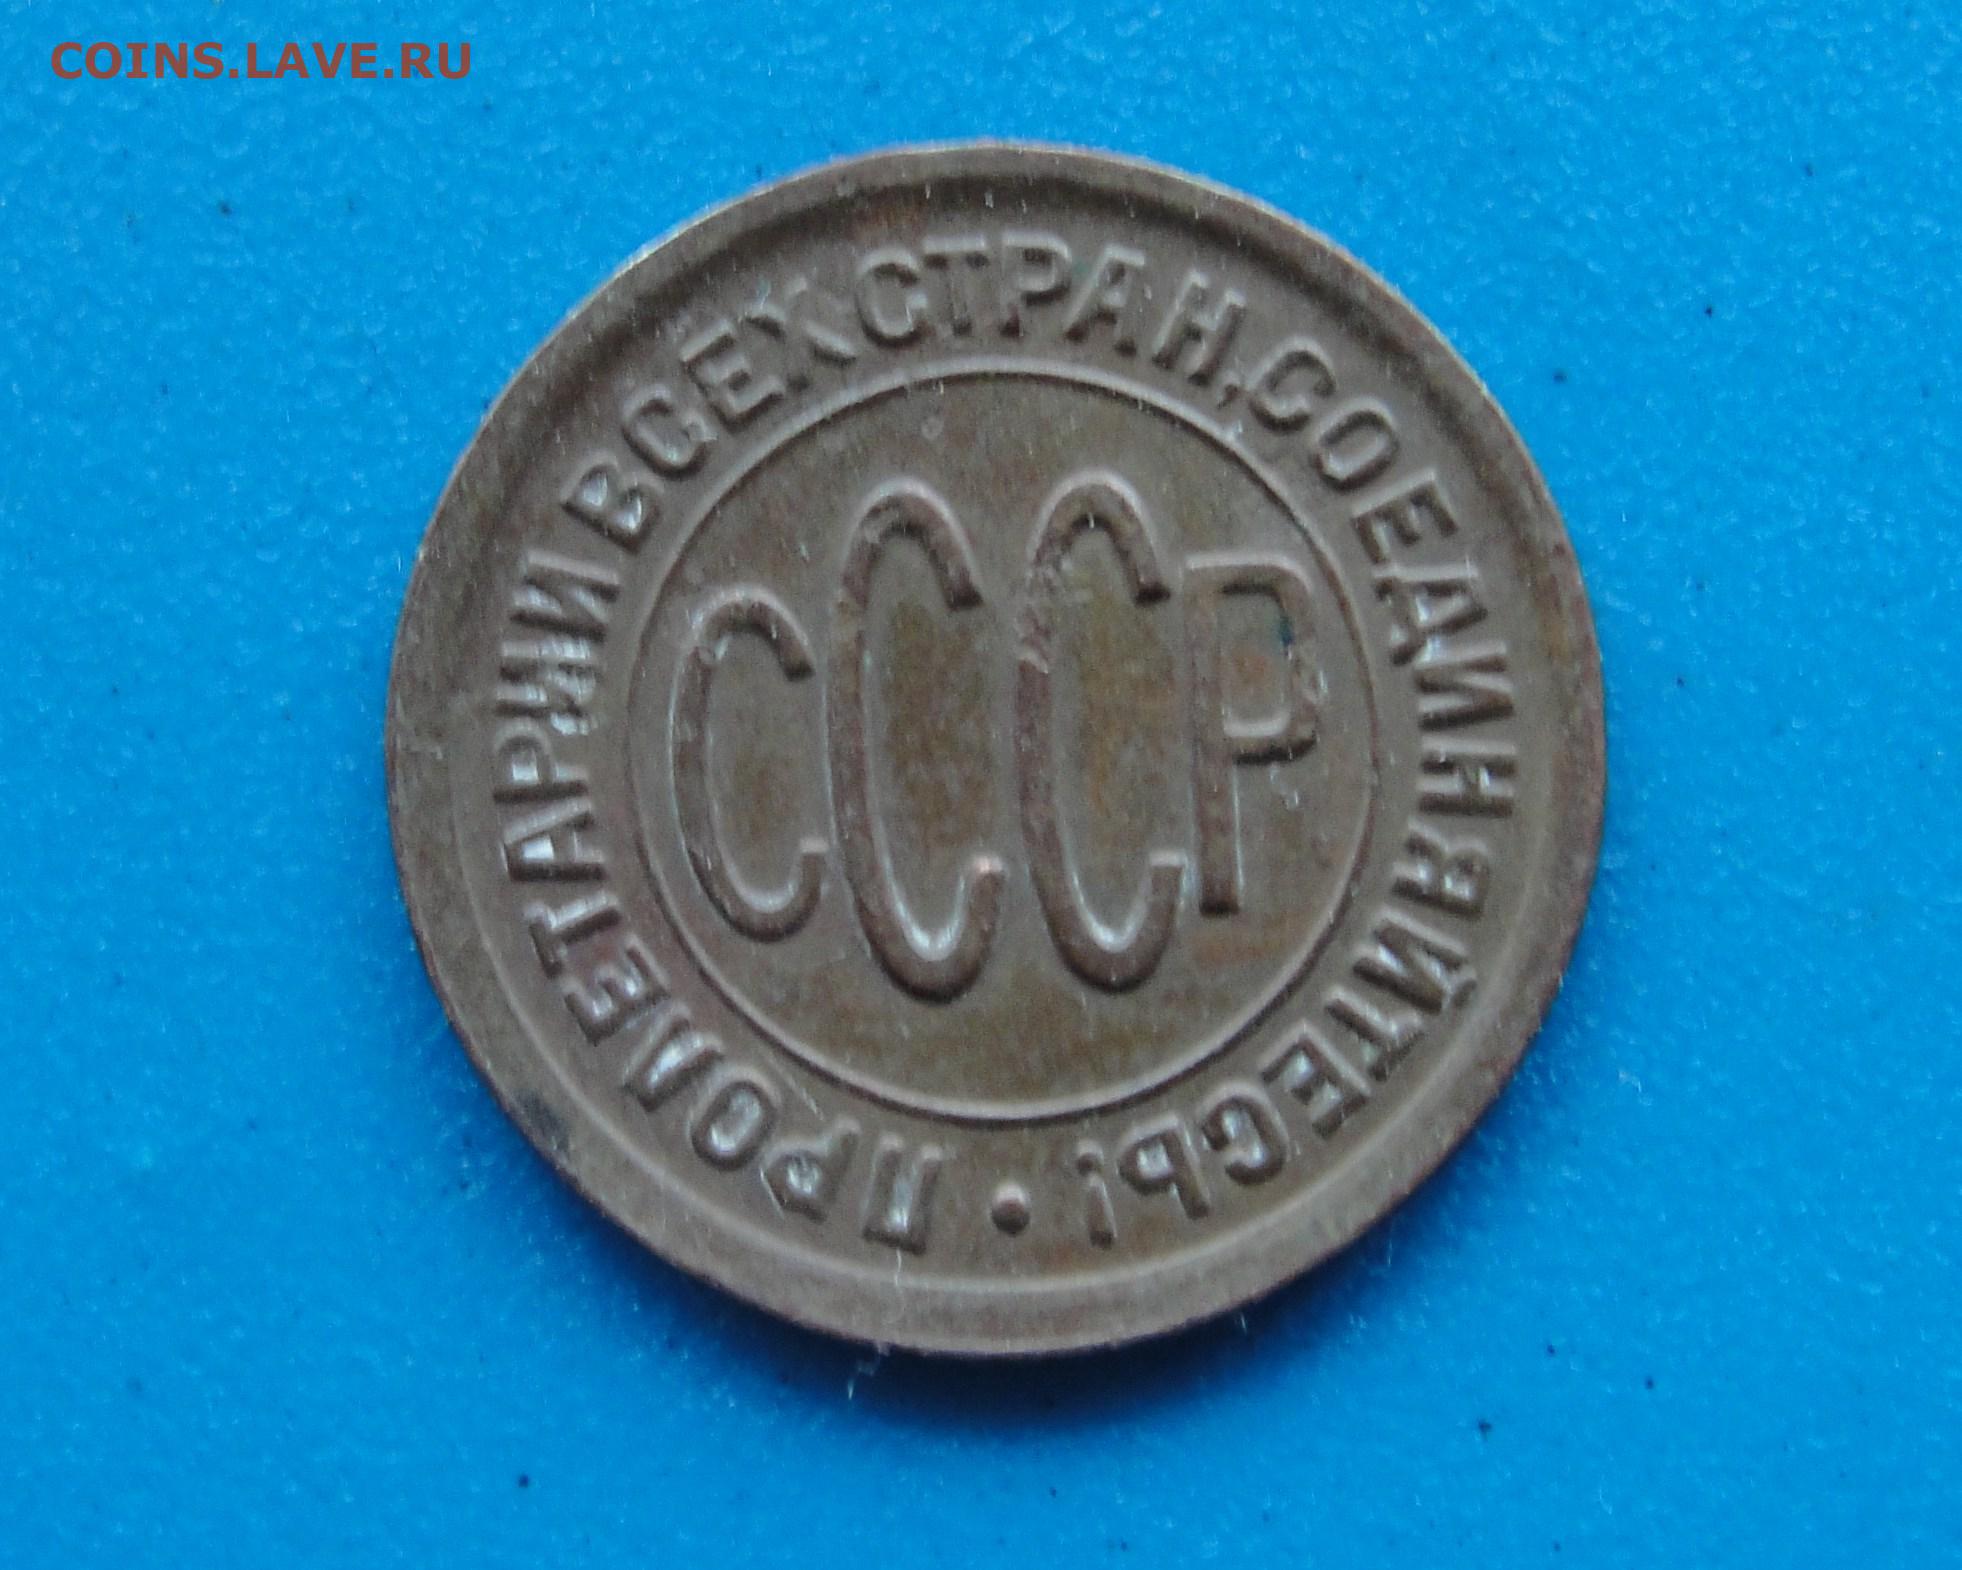 COINS.LAVE.RU
ПРОЛЕТАРИИ ВСЕХ СТРАН, СОЕДИНЯЙТЕСЬ! •
СССР